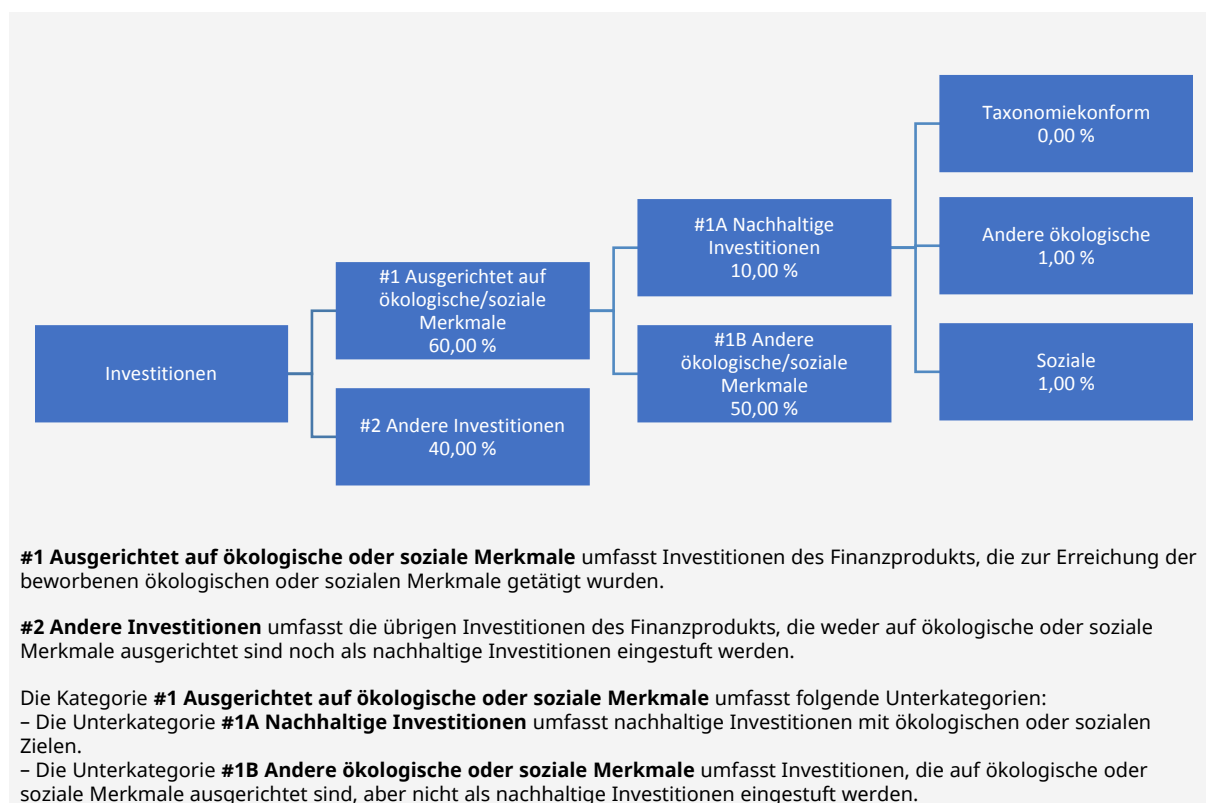 Taxonomiekonform
0,00 %
#1A Nachhaltige
Investitionen
10,00 %
Andere ökologische
1,00 %
#1 Ausgerichtet auf
ökologische/soziale
Merkmale
60,00 %
#1B Andere
ökologische/soziale
Merkmale
50,00 %
Soziale
1,00 %
Investitionen
#2 Andere Investitionen
40,00 %
#1 Ausgerichtet auf ökologische oder soziale Merkmale umfasst Investitionen des Finanzprodukts, die zur Erreichung der
beworbenen ökologischen oder sozialen Merkmale getätigt wurden.
#2 Andere Investitionen umfasst die übrigen Investitionen des Finanzprodukts, die weder auf ökologische oder soziale
Merkmale ausgerichtet sind noch als nachhaltige Investitionen eingestuft werden.
Die Kategorie #1 Ausgerichtet auf ökologische oder soziale Merkmale umfasst folgende Unterkategorien:
– Die Unterkategorie #1A Nachhaltige Investitionen umfasst nachhaltige Investitionen mit ökologischen oder sozialen
Zielen.
– Die Unterkategorie #1B Andere ökologische oder soziale Merkmale umfasst Investitionen, die auf ökologische oder
soziale Merkmale ausgerichtet sind, aber nicht als nachhaltige Investitionen eingestuft werden.